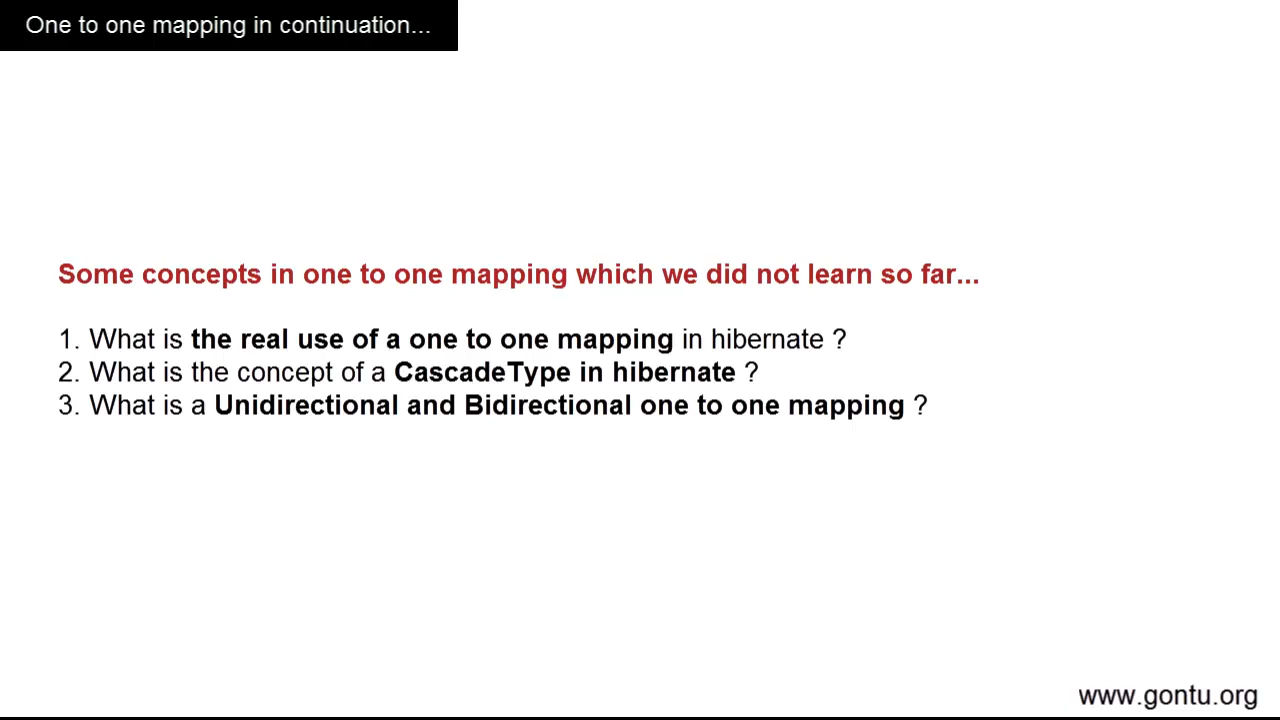 One to one mapping in continuation...
Some concepts in one to one mapping which we did not learn so far...
1. What is the real use of a one to one mapping in hibernate ?
2. What is the concept of a CascadeType in hibernate ?
3. What is a Unidirectional and Bidirectional one to one mapping ?
www.gontu.org